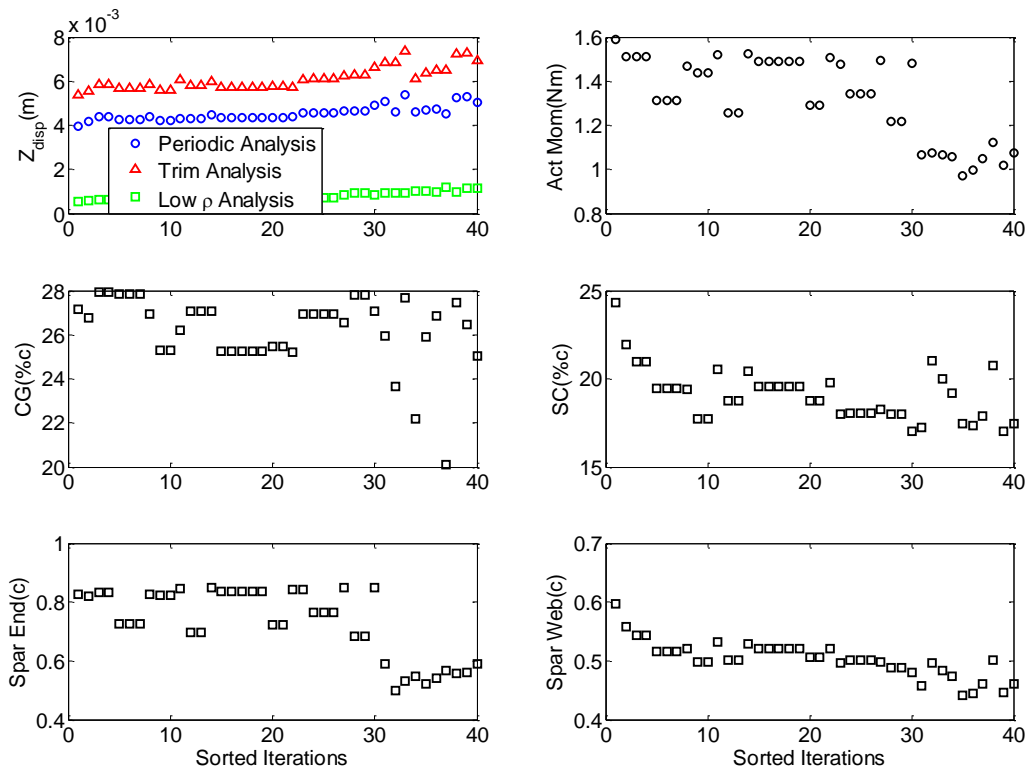 x 10⁻³
8
6
4
2
0
0 10 20 30 40
Z_disp(m)
Periodic Analysis
Trim Analysis
Low ρ Analysis
1.6
1.4
1.2
1
0.8
0 10 20 30 40
Act Mom(Nm)
28
26
24
22
20
0 10 20 30 40
CG(%c)
25
20
15
0 10 20 30 40
SC(%c)
1
0.8
0.6
0.4
0 10 20 30 40
Spar End(c)
Sorted Iterations
0.7
0.6
0.5
0.4
0 10 20 30 40
Spar Web(c)
Sorted Iterations